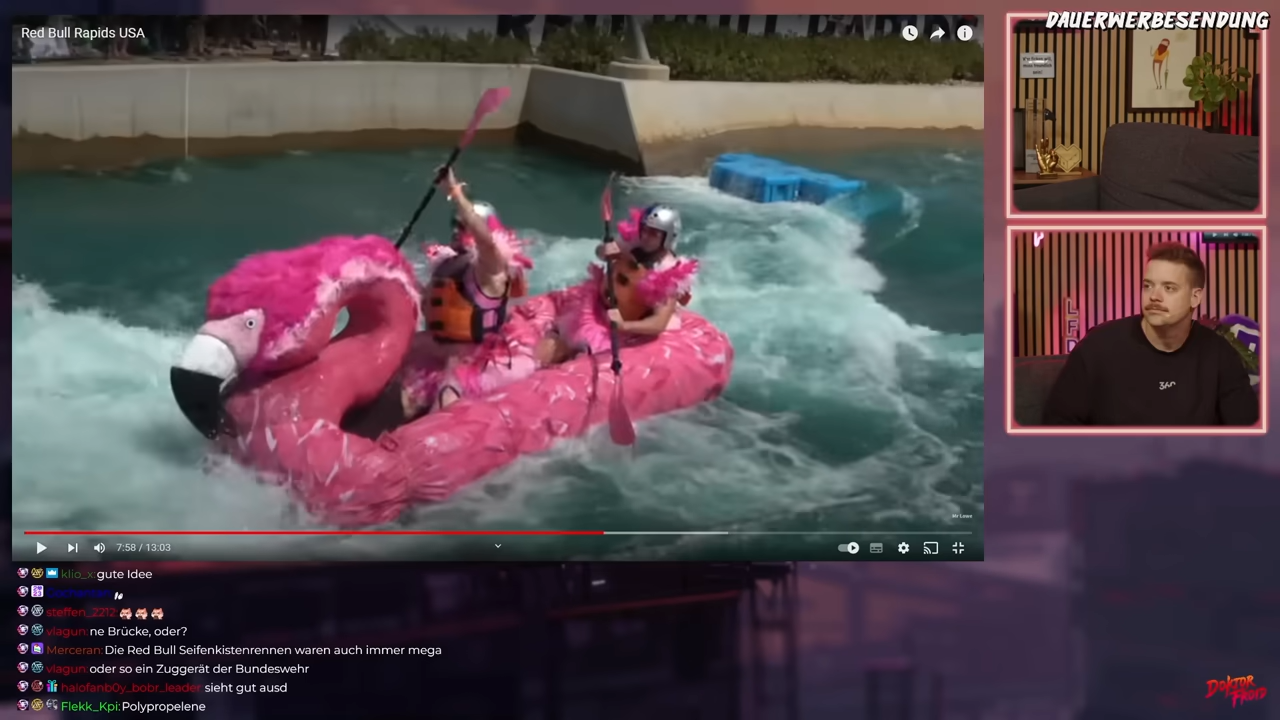 Red Bull Rapids USA
DAUERWERBESENDUNG
7:58 / 13:03
klio_x: gute Idee
steffen_2212:
vlagun: ne Brücke, oder?
Merceran: Die Red Bull Seifenkistenrennen waren auch immer mega
vlagun: oder so ein Zuggerät der Bundeswehr
halofanb0y_bobr_leader: sieht gut ausd
Flekk_Kpi: Polypropelene
DOKTOR FROID